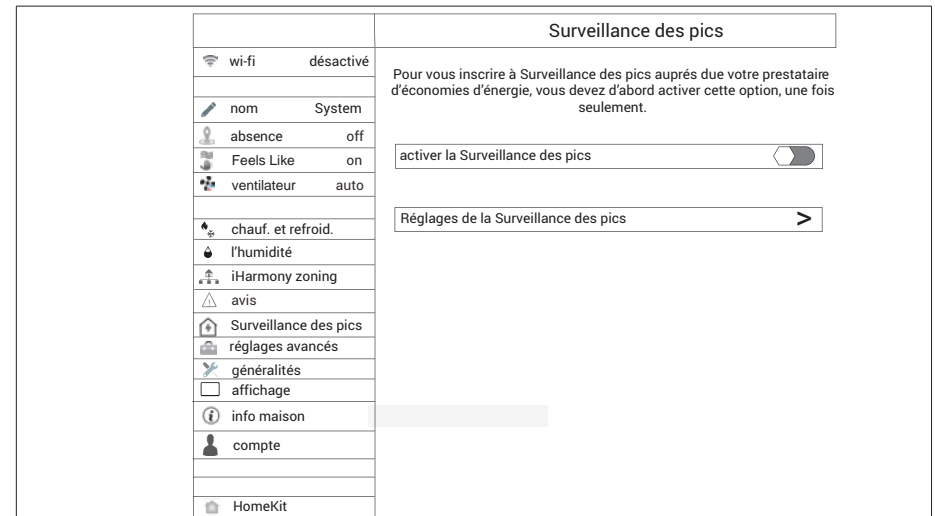 Surveillance des pics
wi-fi désactivé
nom System
absence off
Feels Like on
ventilateur auto
chauf. et refroid.
l'humidité
iHarmony zoning
avis
Surveillance des pics
réglages avancés
généralités
affichage
info maison
compte
HomeKit
Pour vous inscrire à Surveillance des pics auprés due votre prestataire
d'économies d'énergie, vous devez d'abord activer cette option, une fois
seulement.
activer la Surveillance des pics
Réglages de la Surveillance des pics >